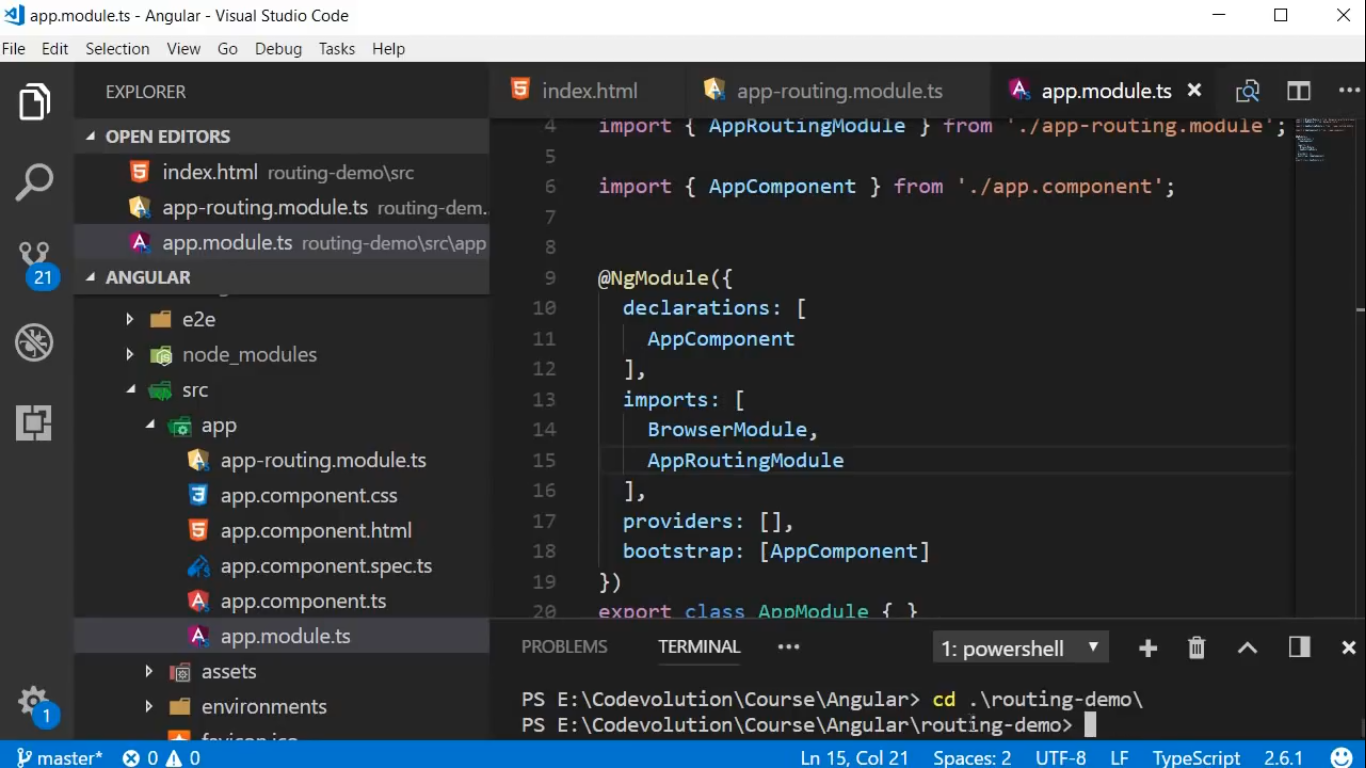 app.module.ts - Angular - Visual Studio Code
File Edit Selection View Go Debug Tasks Help
EXPLORER
OPEN EDITORS
index.html routing-demo\src
app-routing.module.ts routing-dem...
app.module.ts routing-demo\src\app
21
ANGULAR
e2e
node_modules
src
app
app-routing.module.ts
app.component.css
app.component.html
app.component.spec.ts
app.component.ts
app.module.ts
assets
environments
favicon.ico
1
index.html app-routing.module.ts app.module.ts
4 import { AppRoutingModule } from './app-routing.module';
5
6 import { AppComponent } from './app.component';
7
8
9 @NgModule({
10 declarations: [
11 AppComponent
12 ],
13 imports: [
14 BrowserModule,
15 AppRoutingModule
16 ],
17 providers: [],
18 bootstrap: [AppComponent]
19 })
20 export class AppModule { }
PROBLEMS TERMINAL ••• 1: powershell
PS E:\Codevolution\Course\Angular> cd .\routing-demo\
PS E:\Codevolution\Course\Angular\routing-demo>
master* 0 0 Ln 15, Col 21 Spaces: 2 UTF-8 LF TypeScript 2.6.1